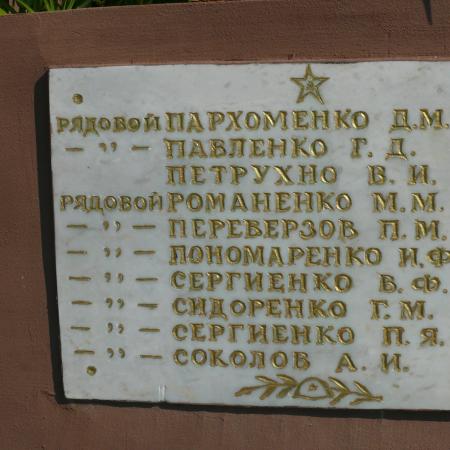 РЯДОВОЙ ПАРХОМЕНКО Д.М.
— " — ПАВЛЕНКО Г. Д.
ПЕТРУХНО В. И.
РЯДОВОЙ РОМАНЕНКО М. М.
— " — ПЕРЕВЕРЗОВ П. М.
— " — ПОНОМАРЕНКО И.Ф.
— " — СЕРГИЕНКО В. Ф.
— " — СИДОРЕНКО Г. М.
— " — СЕРГИЕНКО П. Я.
— " — СОКОЛОВ А. И.